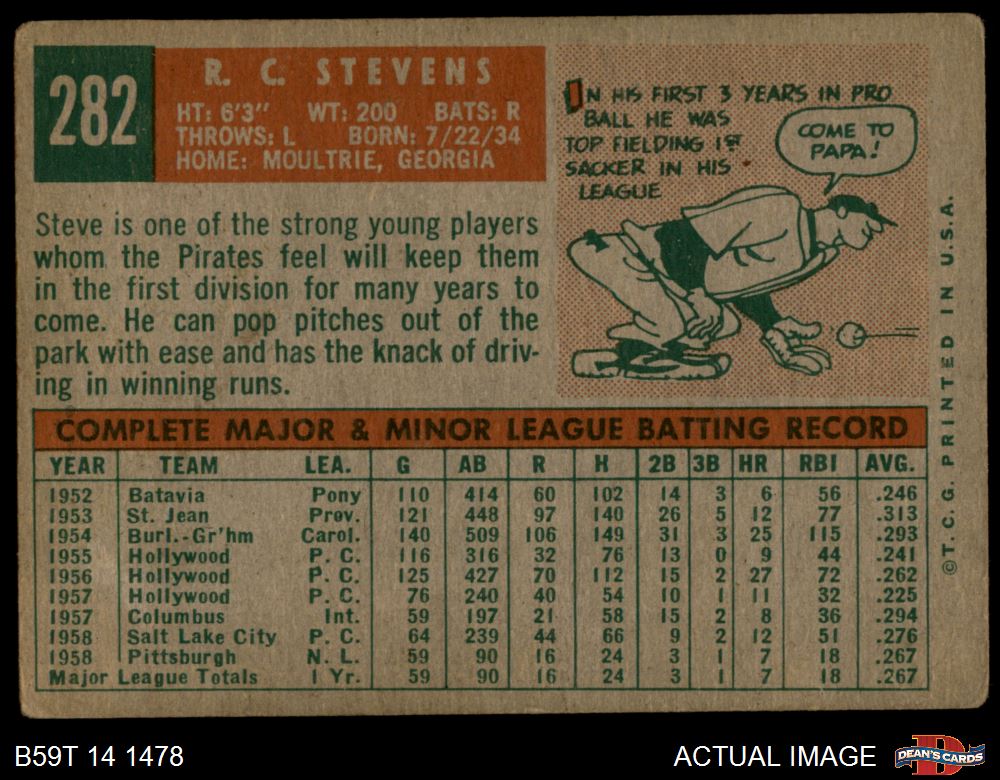 282
R. C. STEVENS
HT: 6'3" WT: 200 BATS: R
THROWS: L BORN: 7/22/34
HOME: MOULTRIE, GEORGIA
Steve is one of the strong young players
whom the Pirates feel will keep them
in the first division for many years to
come. He can pop pitches out of the
park with ease and has the knack of driv-
ing in winning runs.
IN HIS FIRST 3 YEARS IN PRO
BALL HE WAS
TOP FIELDING 1ST
SACKER IN HIS
LEAGUE
COME TO
PAPA!
COMPLETE MAJOR & MINOR LEAGUE BATTING RECORD
YEAR TEAM LEA. G AB R H 2B 3B HR RBI AVG.
1952 Batavia Pony 110 414 60 102 14 3 6 56 .246
1953 St. Jean Prov. 121 448 97 140 26 5 12 77 .313
1954 Burl.-Gr'hm Carol. 140 509 106 149 31 3 25 115 .293
1955 Hollywood P. C. 116 316 32 76 13 0 9 44 .241
1956 Hollywood P. C. 125 427 70 112 15 2 27 72 .262
1957 Hollywood P. C. 76 240 40 54 10 1 11 32 .225
1957 Columbus Int. 59 197 21 58 15 2 8 36 .294
1958 Salt Lake City P. C. 64 239 44 66 9 2 12 51 .276
1958 Pittsburgh N. L. 59 90 16 24 3 1 7 18 .267
Major League Totals 1 Yr. 59 90 16 24 3 1 7 18 .267
©T. C. G. PRINTED IN U.S.A.
B59T 14 1478
ACTUAL IMAGE
DEAN'S CARDS